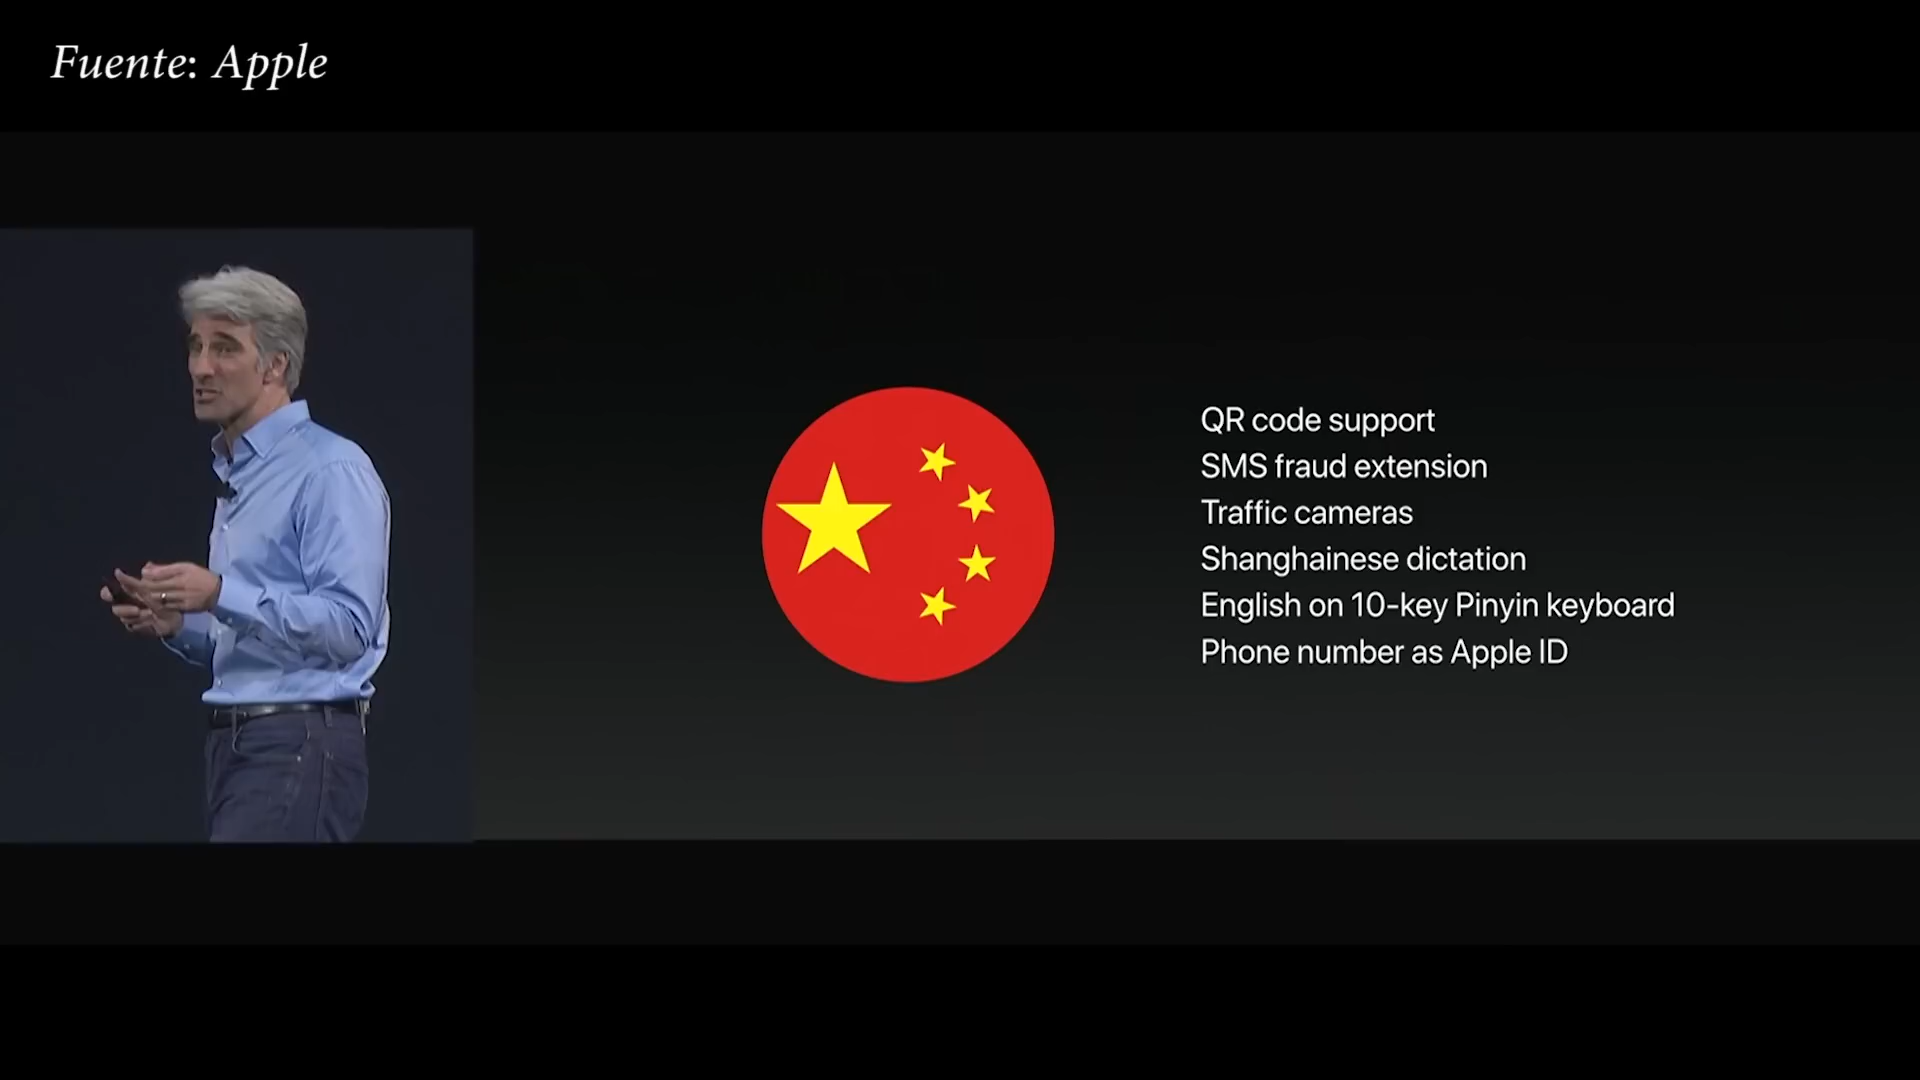 Fuente: Apple
QR code support
SMS fraud extension
Traffic cameras
Shanghainese dictation
English on 10-key Pinyin keyboard
Phone number as Apple ID